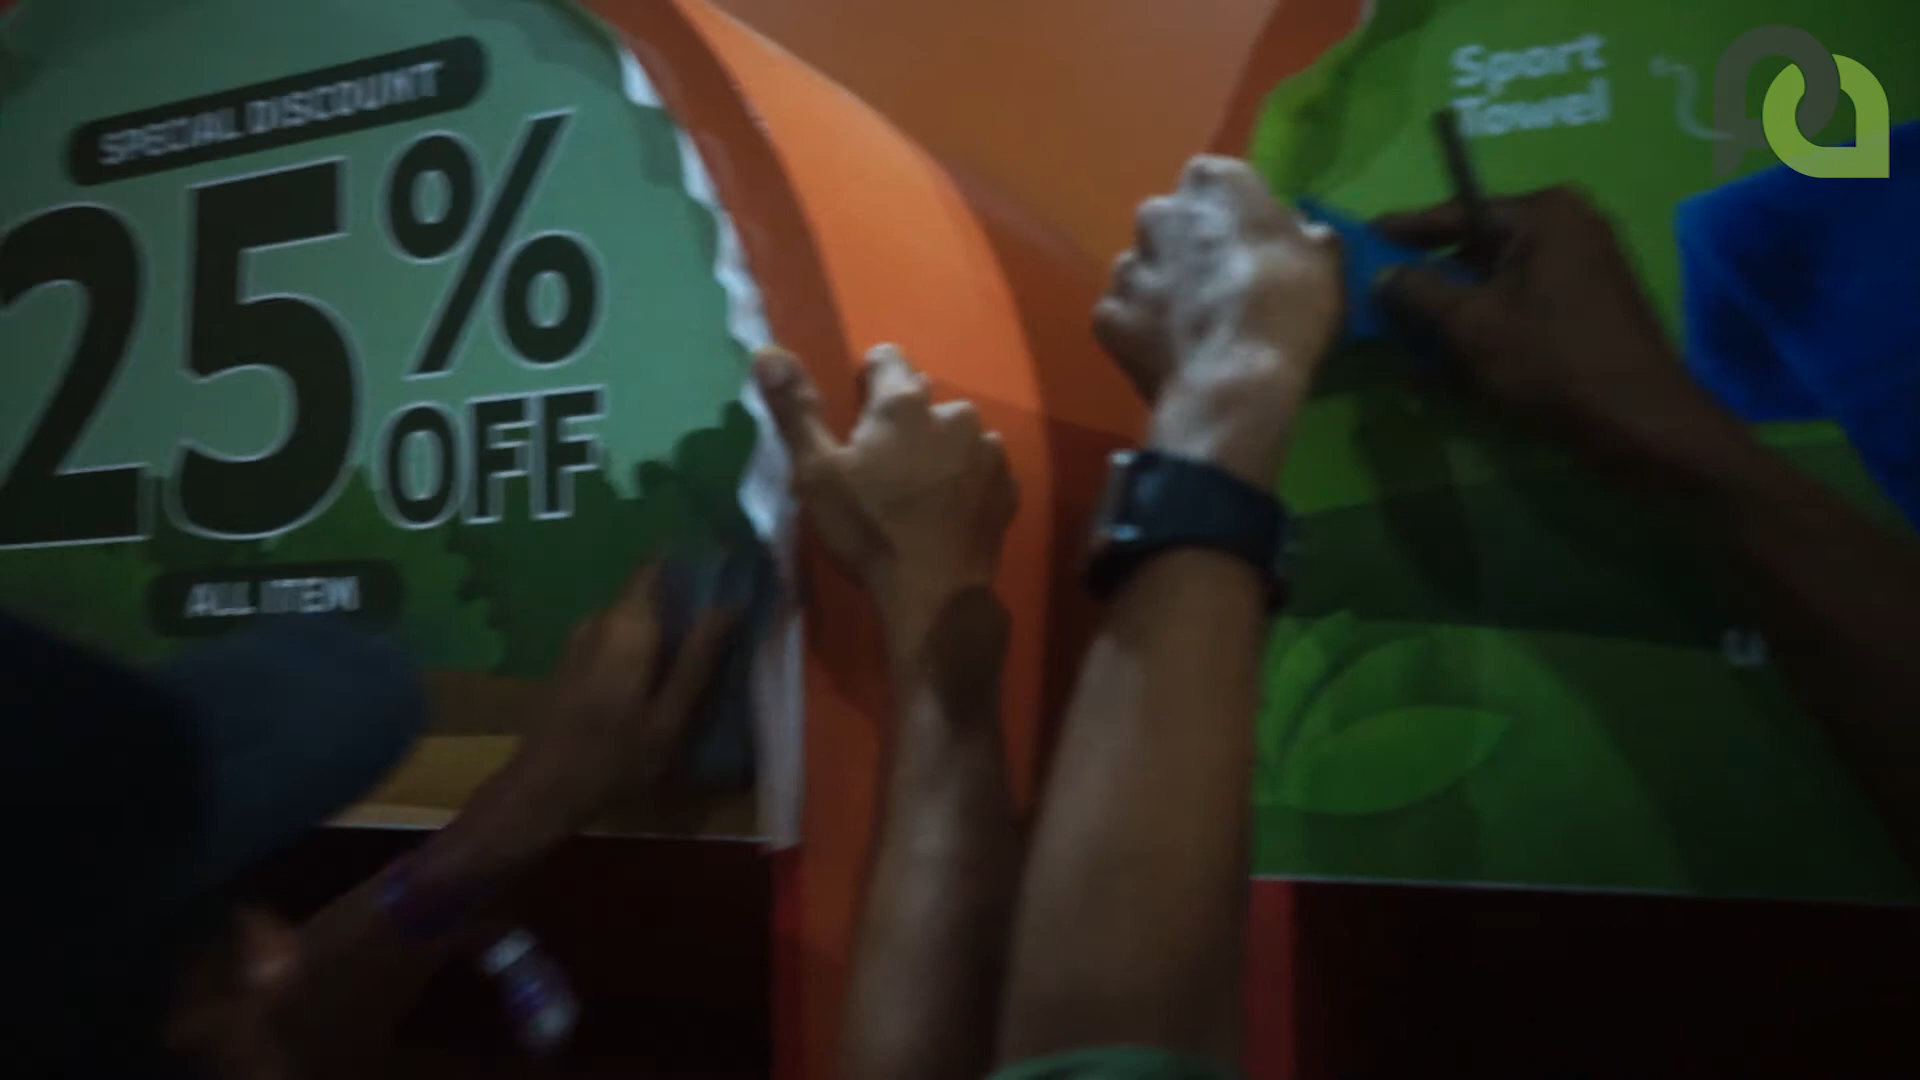 SPECIAL DISCOUNT
25%
OFF
ALL ITEM
Sport
Towel